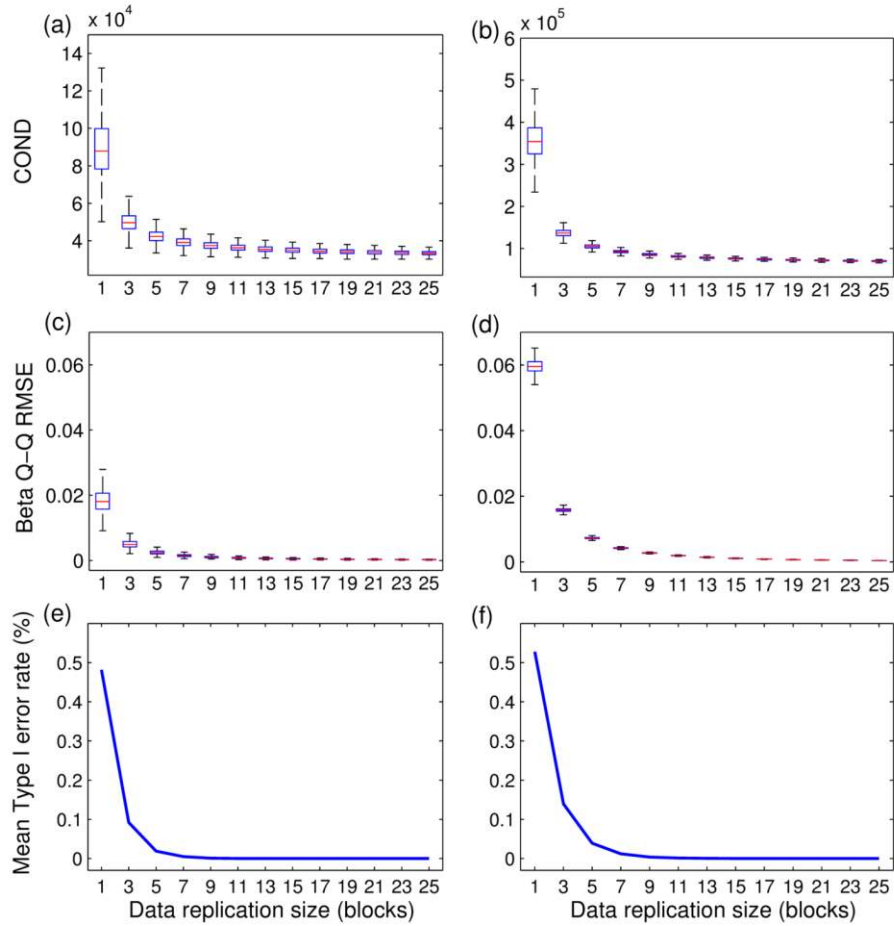 (a)
x 10^4
14
12
10
8
6
4
COND
1 3 5 7 9 11 13 15 17 19 21 23 25
(b)
x 10^5
6
5
4
3
2
1
1 3 5 7 9 11 13 15 17 19 21 23 25
(c)
0.06
0.04
0.02
0
Beta Q−Q RMSE
1 3 5 7 9 11 13 15 17 19 21 23 25
(d)
0.06
0.04
0.02
0
1 3 5 7 9 11 13 15 17 19 21 23 25
(e)
0.5
0.4
0.3
0.2
0.1
0
Mean Type I error rate (%)
1 3 5 7 9 11 13 15 17 19 21 23 25
Data replication size (blocks)
(f)
0.5
0.4
0.3
0.2
0.1
0
1 3 5 7 9 11 13 15 17 19 21 23 25
Data replication size (blocks)